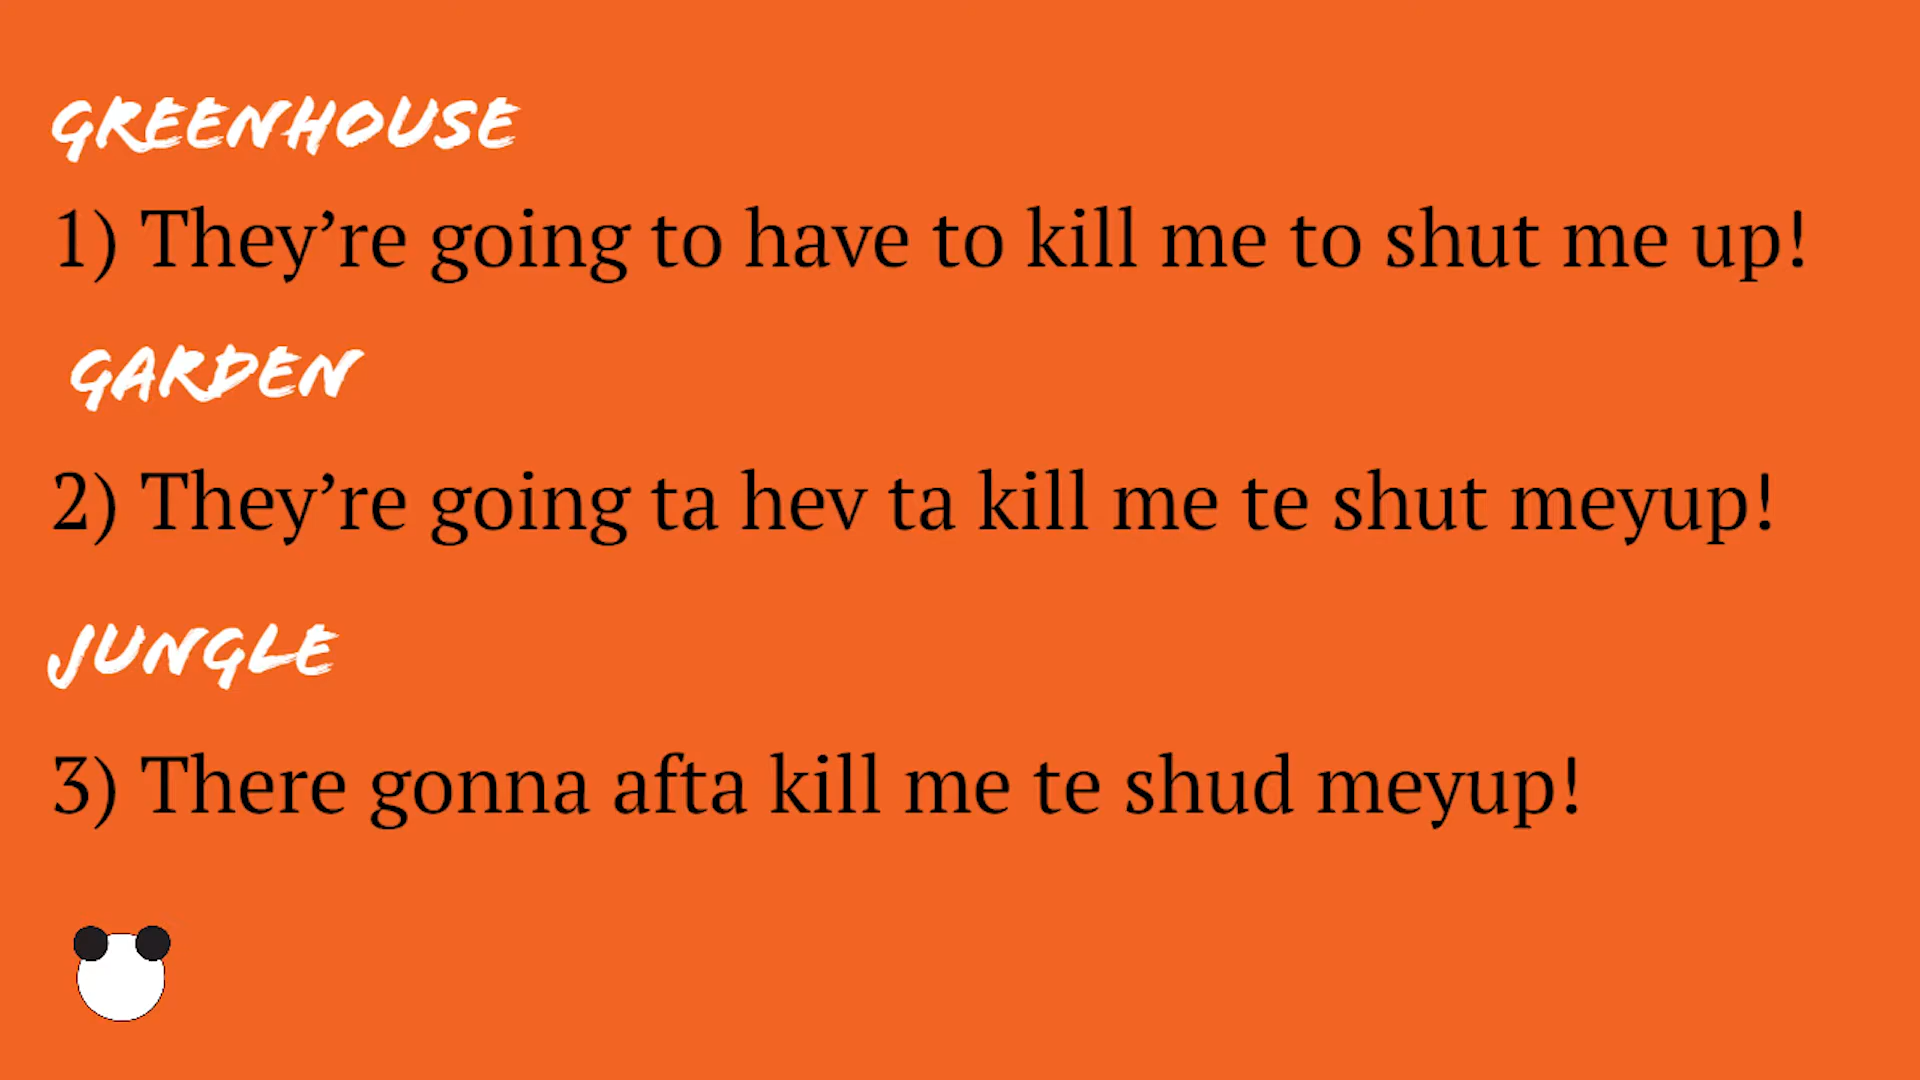 GREENHOUSE
1) They’re going to have to kill me to shut me up!
GARDEN
2) They’re going ta hev ta kill me te shut meyup!
JUNGLE
3) There gonna afta kill me te shud meyup!